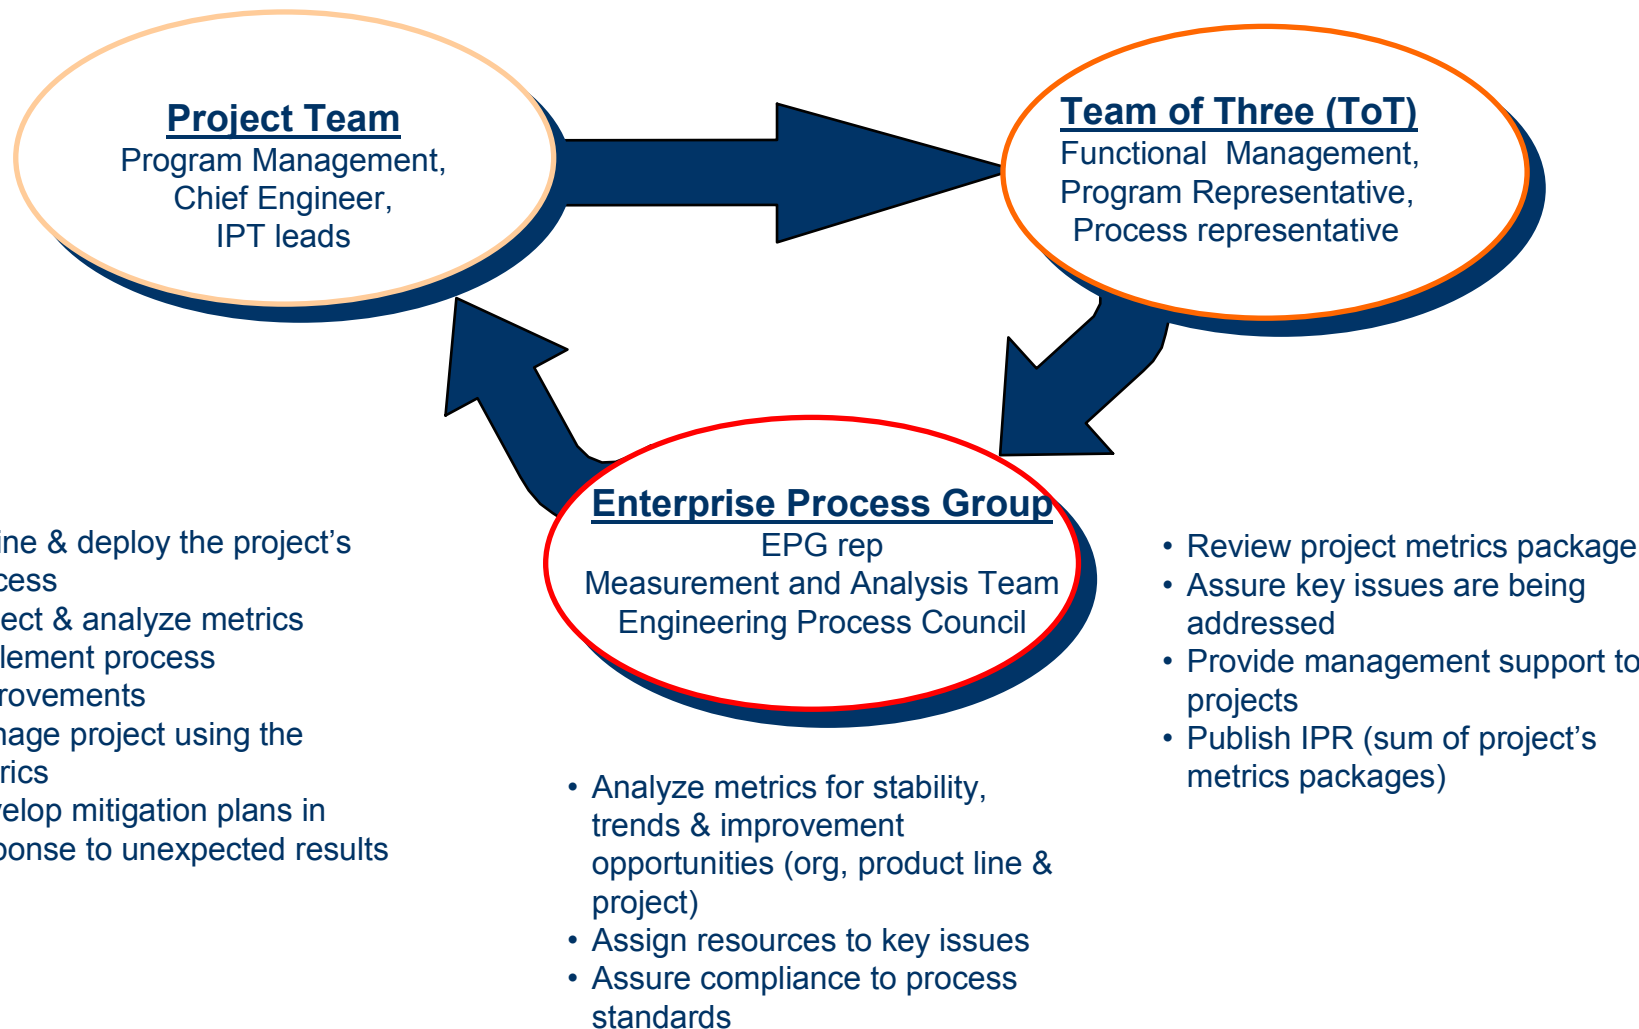 Project Team
Program Management,
Chief Engineer,
IPT leads
Team of Three (ToT)
Functional  Management,
Program Representative,
Process representative
Enterprise Process Group
EPG rep
Measurement and Analysis Team
Engineering Process Council
ine & deploy the project’s
cess
ect & analyze metrics
lement process
rovements
nage project using the
rics
velop mitigation plans in
ponse to unexpected results
• Analyze metrics for stability,
trends & improvement
opportunities (org, product line &
project)
• Assign resources to key issues
• Assure compliance to process
standards
• Review project metrics package
• Assure key issues are being
addressed
• Provide management support to
projects
• Publish IPR (sum of project’s
metrics packages)